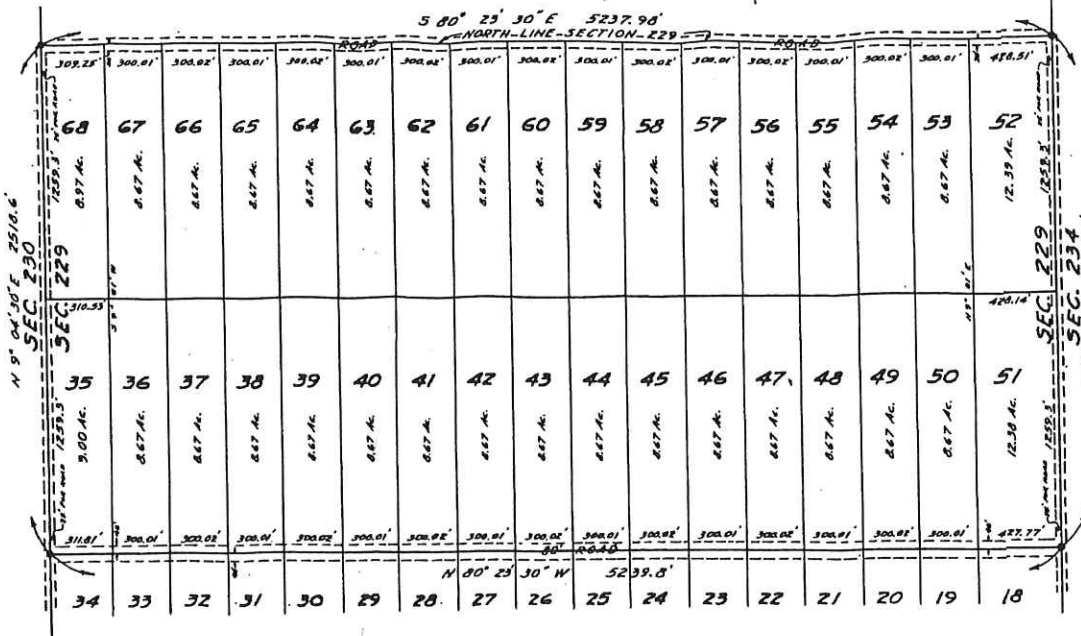 S 80° 23' 30" E 5237.98'
NORTH-LINE-SECTION-229
ROAD ROAD
309.25' 300.01' 300.02' 300.01' 300.02' 300.01' 300.02' 300.01' 300.02' 300.01' 300.02' 300.01' 300.02' 300.01' 300.02' 300.01' 428.51'
68 67 66 65 64 63 62 61 60 59 58 57 56 55 54 53 52
1259.3' 8.97 Ac. 8.67 Ac. 8.67 Ac. 8.67 Ac. 8.67 Ac. 8.67 Ac. 8.67 Ac. 8.67 Ac. 8.67 Ac. 8.67 Ac. 8.67 Ac. 8.67 Ac. 8.67 Ac. 8.67 Ac. 8.67 Ac. 8.67 Ac. 12.39 Ac. 1259.3'
N 9° 04' 30" E 2518.6'
SEC. 230
SEC. 229
SEC. 229
SEC. 234
310.53' 428.14'
35 36 37 38 39 40 41 42 43 44 45 46 47 48 49 50 51
1259.3' 9.00 Ac. 8.67 Ac. 8.67 Ac. 8.67 Ac. 8.67 Ac. 8.67 Ac. 8.67 Ac. 8.67 Ac. 8.67 Ac. 8.67 Ac. 8.67 Ac. 8.67 Ac. 8.67 Ac. 8.67 Ac. 8.67 Ac. 8.67 Ac. 12.38 Ac. 1259.3'
311.81' 300.01' 300.02' 300.01' 300.02 300.01' 300.02 300.01' 300.02' 300.01' 300.02' 300.01' 300.02' 300.01' 300.02' 300.01' 427.77'
80' ROAD
N 80° 23' 30" W 5239.8'
34 33 32 31 30 29 28 27 26 25 24 23 22 21 20 19 18